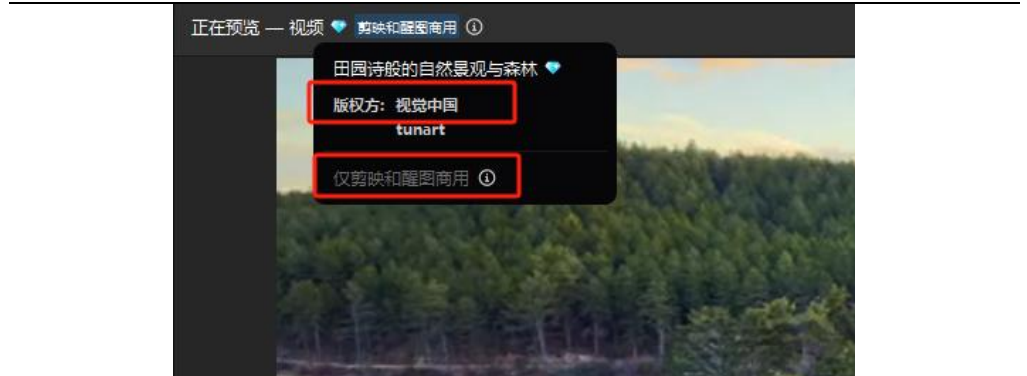 正在预览 — 视频 💎 剪映和醒图商用 ⓘ
田园诗般的自然景观与森林 💎
版权方: 视觉中国
tunart
仅剪映和醒图商用 ⓘ